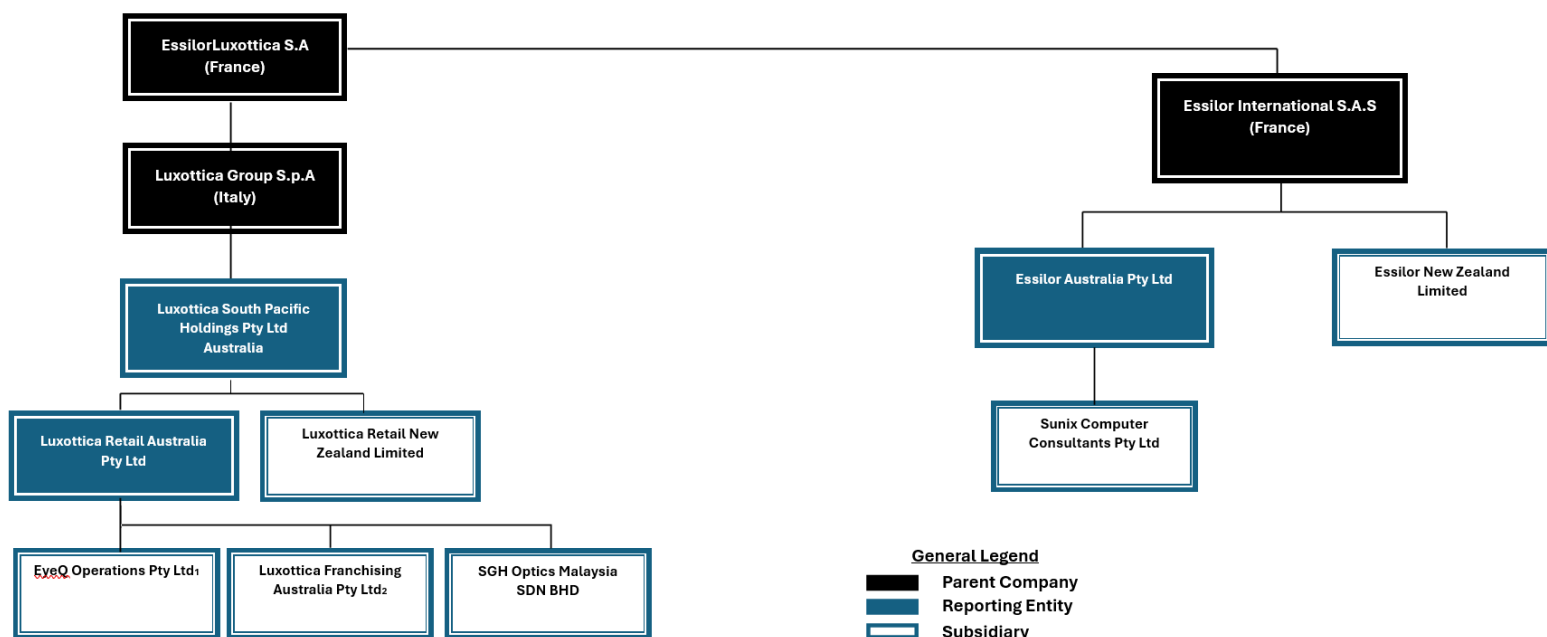 EssilorLuxottica S.A
(France)
Essilor International S.A.S
(France)
Luxottica Group S.p.A
(Italy)
Luxottica South Pacific
Holdings Pty Ltd
Australia
Essilor Australia Pty Ltd
Essilor New Zealand
Limited
Luxottica Retail Australia
Pty Ltd
Luxottica Retail New
Zealand Limited
Sunix Computer
Consultants Pty Ltd
EyeQ Operations Pty Ltd₁
Luxottica Franchising
Australia Pty Ltd₂
SGH Optics Malaysia
SDN BHD
General Legend
Parent Company
Reporting Entity
Subsidiary